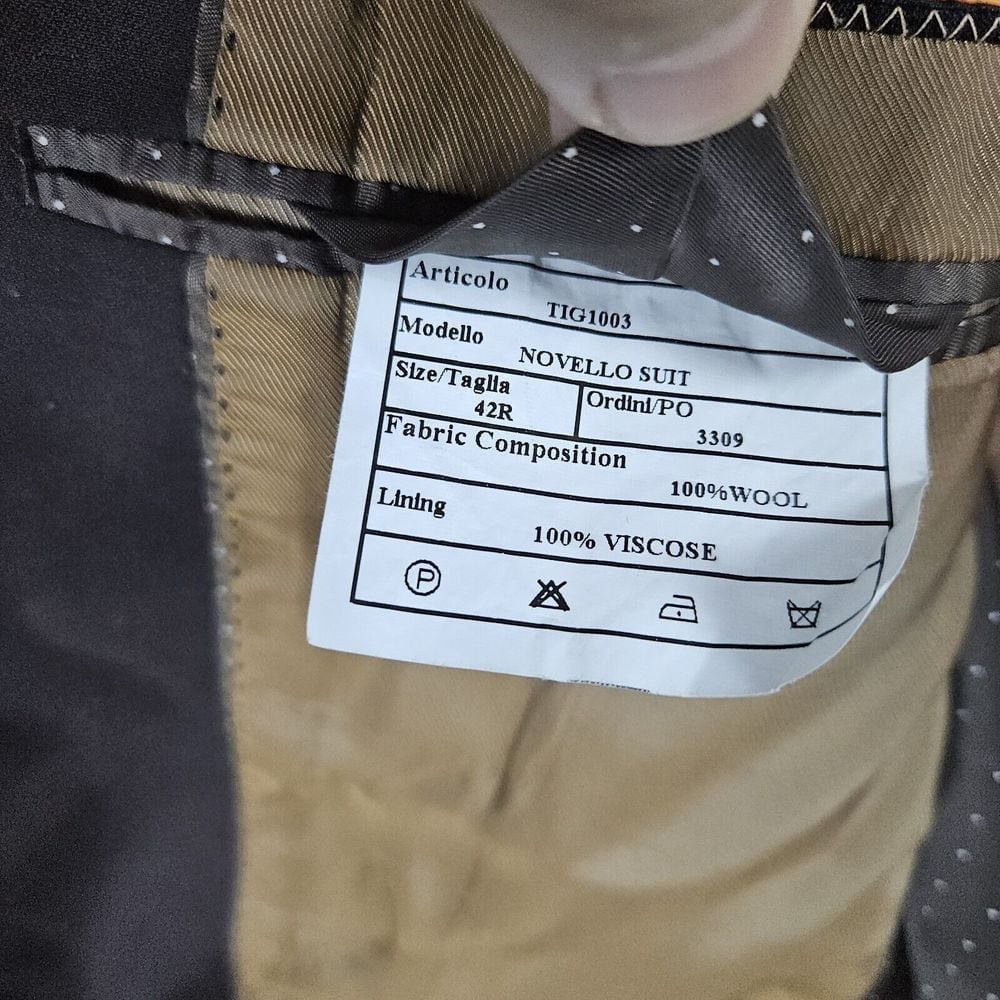 Articolo
TIG1003
Modello
NOVELLO SUIT
Size/Taglia
42R
Ordini/PO
3309
Fabric Composition
100%WOOL
Lining
100% VISCOSE
P